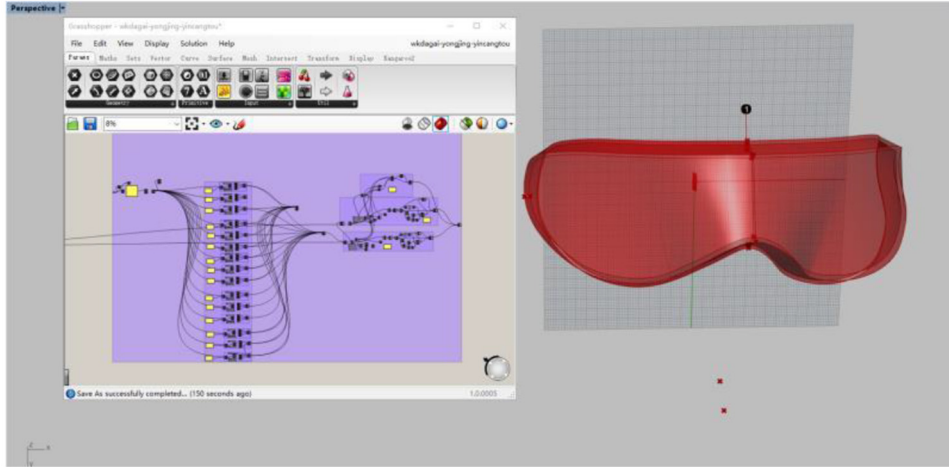 Perspective
Grasshopper - wkdagai-yongjing-yincangtou*
File Edit View Display Solution Help
wkdagai-yongjing-yincangtou
Params Maths Sets Vector Curve Surface Mesh Intersect Transform Display Kangaroo2
Geometry Primitive Input Util
8%
1
Save As successfully completed... (150 seconds ago)
1.0.0005
z x
y